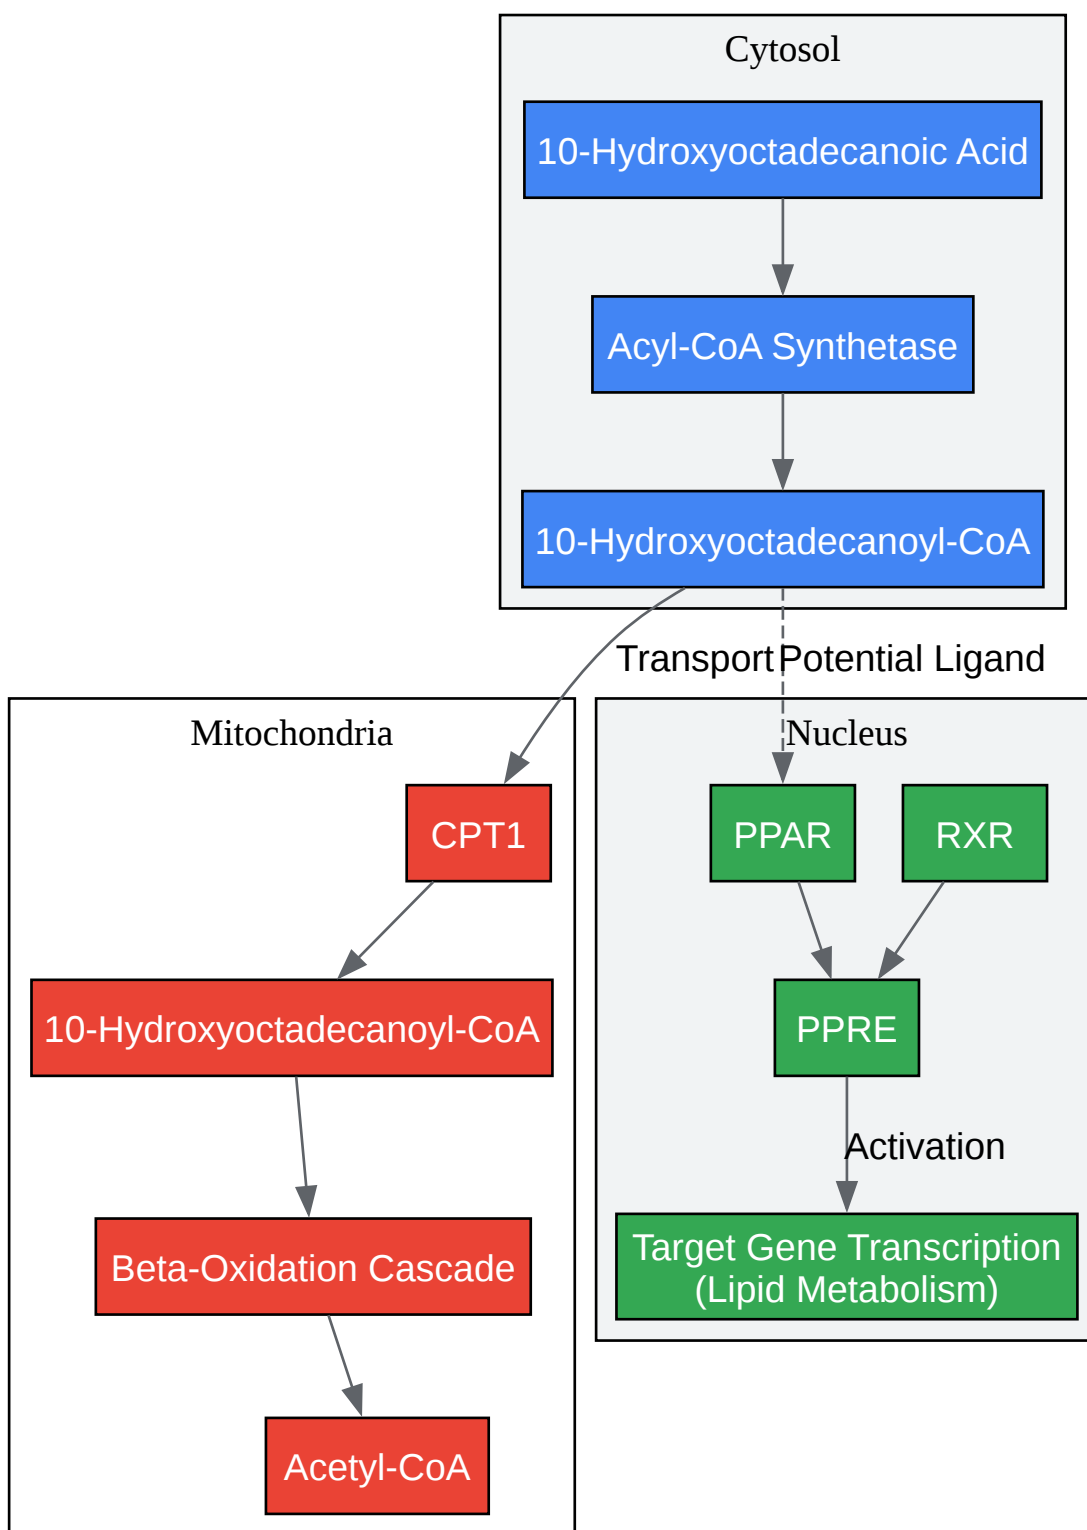 Cytosol
10-Hydroxyoctadecanoic Acid
Acyl-CoA Synthetase
10-Hydroxyoctadecanoyl-CoA
Transport
Potential Ligand
Mitochondria
CPT1
10-Hydroxyoctadecanoyl-CoA
Beta-Oxidation Cascade
Acetyl-CoA
Nucleus
PPAR
RXR
PPRE
Activation
Target Gene Transcription
(Lipid Metabolism)